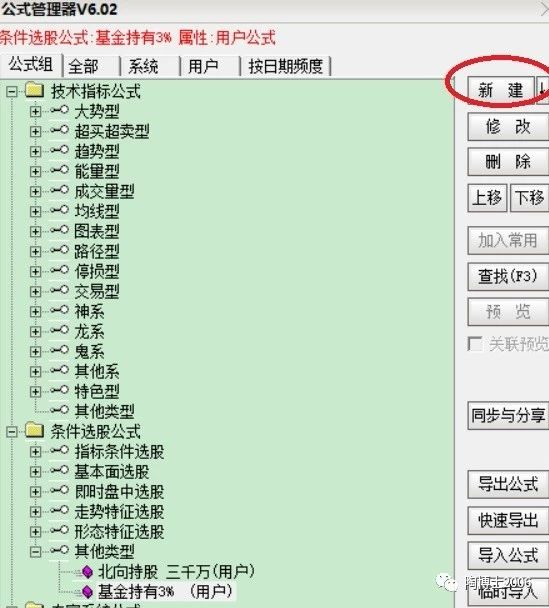 公式管理器V6.02
条件选股公式:基金持有3% 属性:用户公式
公式组 全部 系统 用户 按日期频度
技术指标公式
大势型
超买超卖型
趋势型
能量型
成交量型
均线型
图表型
路径型
停损型
交易型
神系
龙系
鬼系
其他系
特色型
其他类型
条件选股公式
指标条件选股
基本面选股
即时盘中选股
走势特征选股
形态特征选股
其他类型
北向持股 三千万(用户)
基金持有3% (用户)
新 建
修 改
删 除
上移 下移
加入常用
查找(F3)
预 览
关联预览
同步与分享
导出公式
快速导出
导入公式
临时导入
陶博士2006